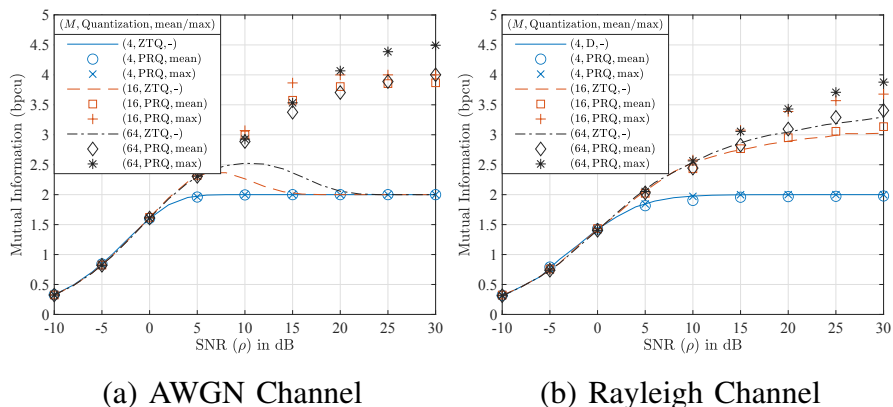 5
4.5
4
3.5
3
2.5
2
1.5
1
0.5
0
Mutual Information (bpcu)
(M, Quantization, mean/max)
(4, ZTQ, -)
(4, PRQ, mean)
(4, PRQ, max)
(16, ZTQ, -)
(16, PRQ, mean)
(16, PRQ, max)
(64, ZTQ, -)
(64, PRQ, mean)
(64, PRQ, max)
-10 -5 0 5 10 15 20 25 30
SNR (ρ) in dB
(a) AWGN Channel
5
4.5
4
3.5
3
2.5
2
1.5
1
0.5
0
Mutual Information (bpcu)
(M, Quantization, mean/max)
(4, D, -)
(4, PRQ, mean)
(4, PRQ, max)
(16, ZTQ, -)
(16, PRQ, mean)
(16, PRQ, max)
(64, ZTQ, -)
(64, PRQ, mean)
(64, PRQ, max)
-10 -5 0 5 10 15 20 25 30
SNR (ρ) in dB
(b) Rayleigh Channel